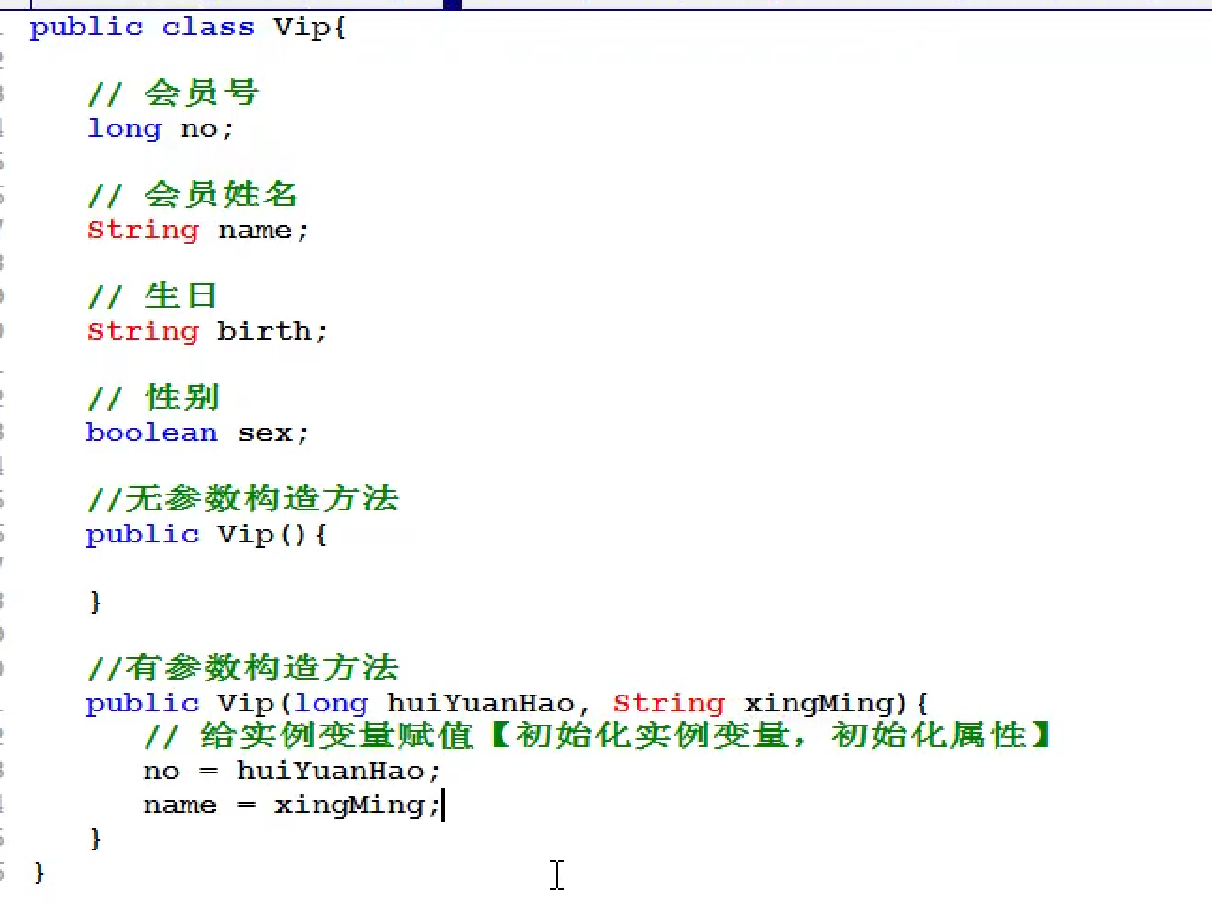 public class Vip{
// 会员号
long no;
// 会员姓名
String name;
// 生日
String birth;
// 性别
boolean sex;
//无参数构造方法
public Vip(){
}
//有参数构造方法
public Vip(long huiYuanHao, String xingMing){
// 给实例变量赋值【初始化实例变量，初始化属性】
no = huiYuanHao;
name = xingMing;
}
}